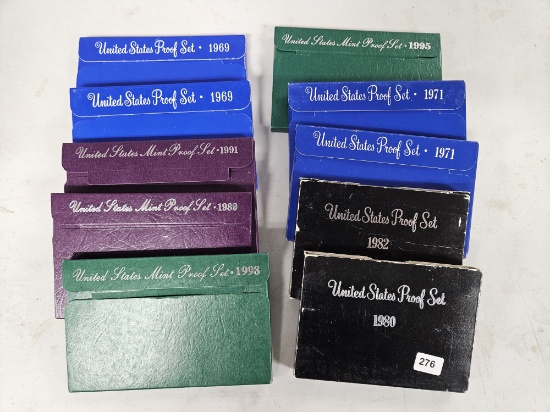 United States Proof Set · 1969
United States Proof Set · 1969
United States Mint Proof Set · 1991
United States Mint Proof Set · 1989
United States Mint Proof Set · 1998
United States Mint Proof Set · 1995
United States Proof Set · 1971
United States Proof Set · 1971
United States Proof Set
1982
United States Proof Set
1980
276